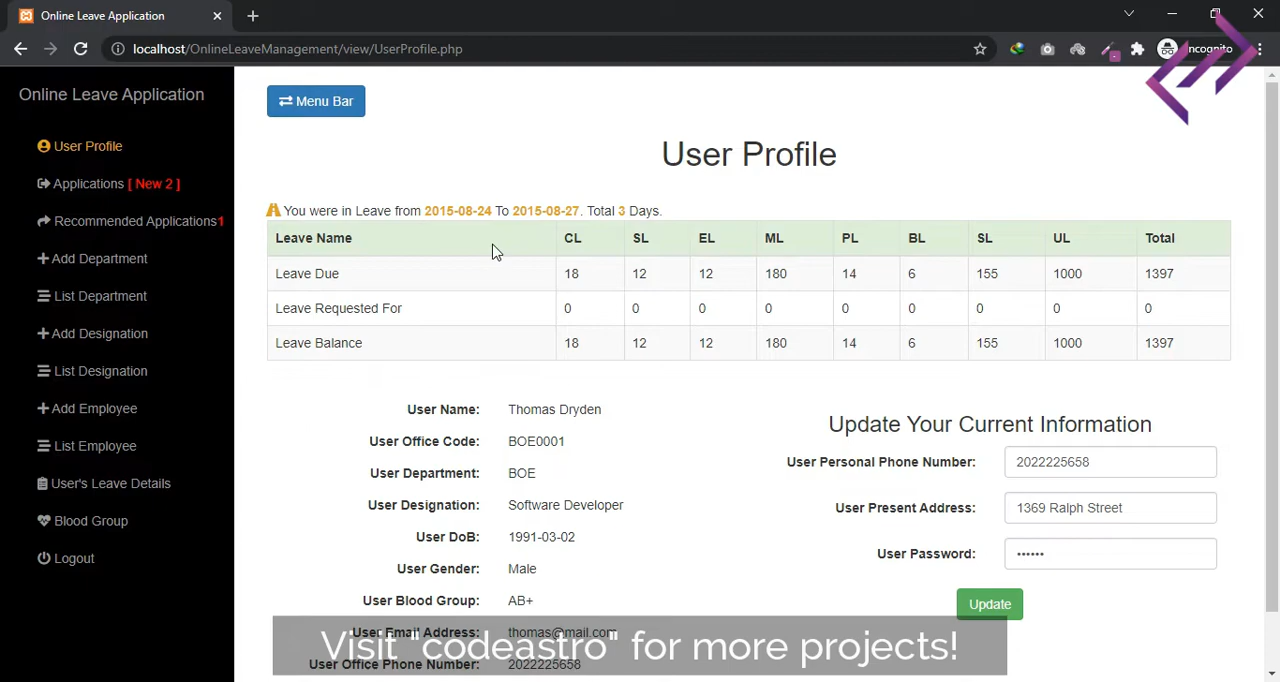 Online Leave Application
localhost/OnlineLeaveManagement/view/UserProfile.php
Incognito
Online Leave Application
User Profile
Applications [ New 2 ]
Recommended Applications1
Add Department
List Department
Add Designation
List Designation
Add Employee
List Employee
User's Leave Details
Blood Group
Logout
Menu Bar
User Profile
You were in Leave from 2015-08-24 To 2015-08-27. Total 3 Days.
Leave Name CL SL EL ML PL BL SL UL Total
Leave Due 18 12 12 180 14 6 155 1000 1397
Leave Requested For 0 0 0 0 0 0 0 0 0
Leave Balance 18 12 12 180 14 6 155 1000 1397
User Name: Thomas Dryden
User Office Code: BOE0001
User Department: BOE
User Designation: Software Developer
User DoB: 1991-03-02
User Gender: Male
User Blood Group: AB+
User Email Address: thomas@mail.com
User Office Phone Number: 2022225658
Update Your Current Information
User Personal Phone Number: 2022225658
User Present Address: 1369 Ralph Street
User Password: ••••••
Update
Visit "codeastro" for more projects!